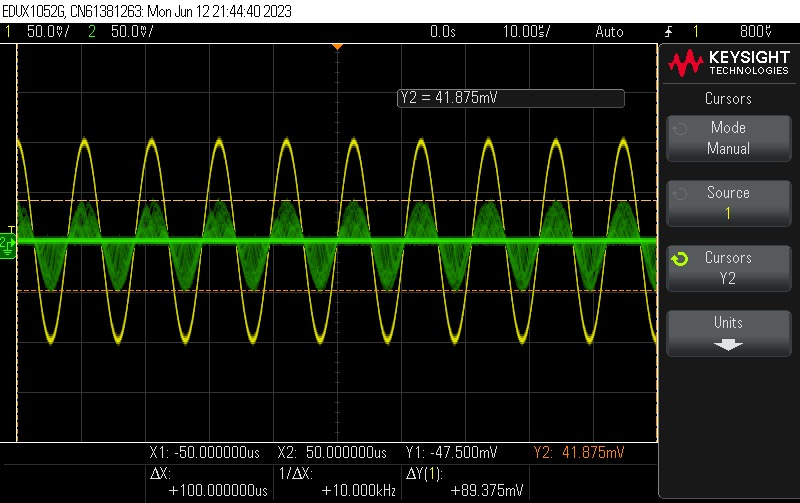 EDUX1052G, CN61381263: Mon Jun 12 21:44:40 2023
1 50.0V/ 2 50.0V/ 0.0s 10.00s/ Auto 1 800V
KEYSIGHT
TECHNOLOGIES
Y2 = 41.875mV
Cursors
Mode
Manual
Source
1
Cursors
Y2
Units
T
2
X1: -50.000000us X2: 50.000000us Y1: -47.500mV Y2: 41.875mV
ΔX: 1/ΔX: ΔY(1):
+100.000000us +10.000kHz +89.375mV